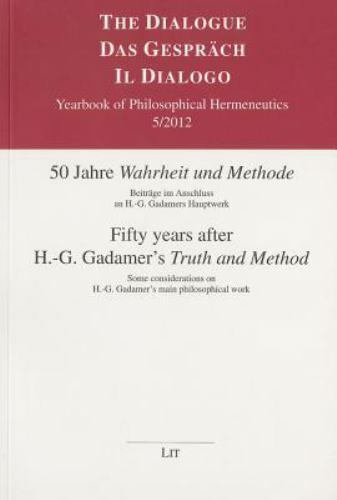 THE DIALOGUE
DAS GESPRÄCH
IL DIALOGO
Yearbook of Philosophical Hermeneutics
5/2012
50 Jahre Wahrheit und Methode
Beiträge im Anschluss
an H.-G. Gadamers Hauptwerk
Fifty years after
H.-G. Gadamer's Truth and Method
Some considerations on
H.-G. Gadamer's main philosophical work
LIT